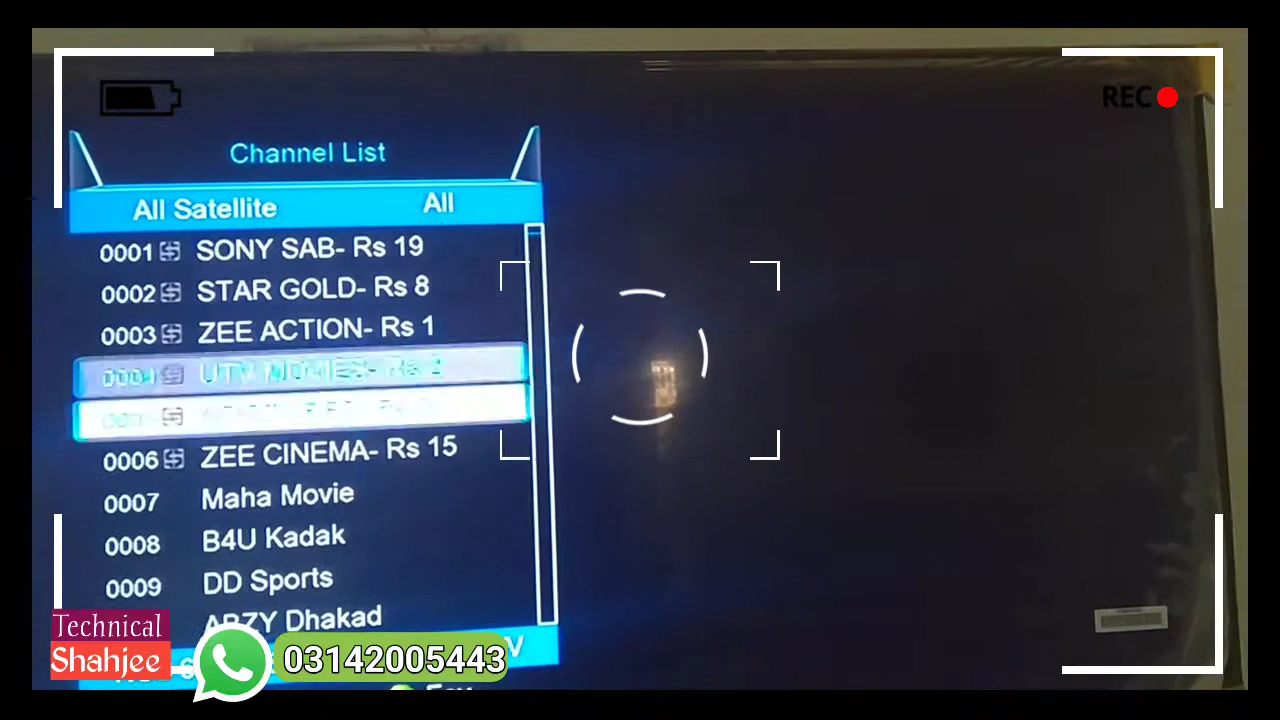 REC
Channel List
All Satellite All
0001 SONY SAB- Rs 19
0002 STAR GOLD- Rs 8
0003 ZEE ACTION- Rs 1
0004 UTV MOVIES- Rs 2
0006 ZEE CINEMA- Rs 15
0007 Maha Movie
0008 B4U Kadak
0009 DD Sports
ABZY Dhakad
Technical
Shahjee
03142005443